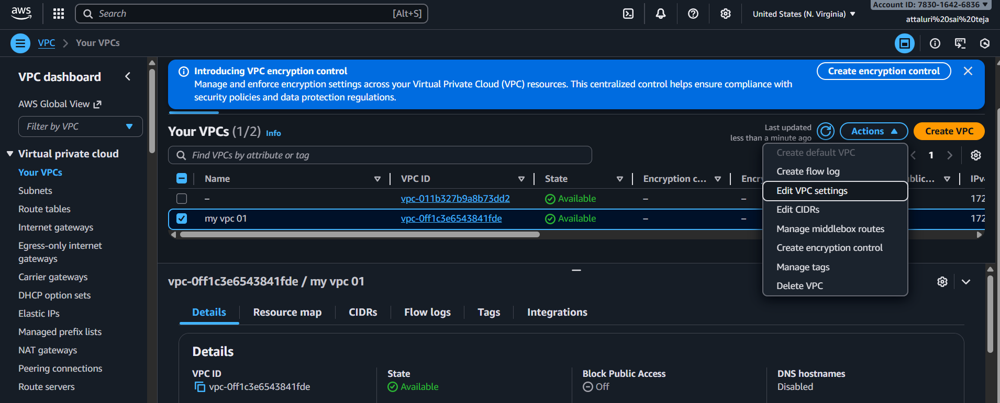 aws
Search
[Alt+S]
United States (N. Virginia)
Account ID: 7830-1642-6836
attaluri%20sai%20teja
VPC
Your VPCs
VPC dashboard
AWS Global View
Filter by VPC
Virtual private cloud
Your VPCs
Subnets
Route tables
Internet gateways
Egress-only internet
gateways
Carrier gateways
DHCP option sets
Elastic IPs
Managed prefix lists
NAT gateways
Peering connections
Route servers
Introducing VPC encryption control
Manage and enforce encryption settings across your Virtual Private Cloud (VPC) resources. This centralized control helps ensure compliance with
security policies and data protection regulations.
Create encryption control
Your VPCs (1/2) Info
Last updated
less than a minute ago
Actions
Create VPC
Find VPCs by attribute or tag
1
Create default VPC
Create flow log
Edit VPC settings
Edit CIDRs
Manage middlebox routes
Create encryption control
Manage tags
Delete VPC
Name VPC ID State Encryption c...
– vpc-011b327b9a8b73dd2 Available – – 172
my vpc 01 vpc-0ff1c3e6543841fde Available – – 172
vpc-0ff1c3e6543841fde / my vpc 01
Details Resource map CIDRs Flow logs Tags Integrations
Details
VPC ID
vpc-0ff1c3e6543841fde
State
Available
Block Public Access
Off
DNS hostnames
Disabled